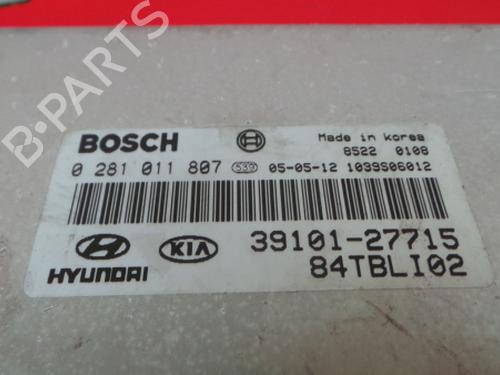 BOSCH
Made in korea
8522 0108
0 281 011 807 539 05-05-12 1039S06012
HYUNDAI
KIA
39101-27715
84TBLI02
B-PARTS